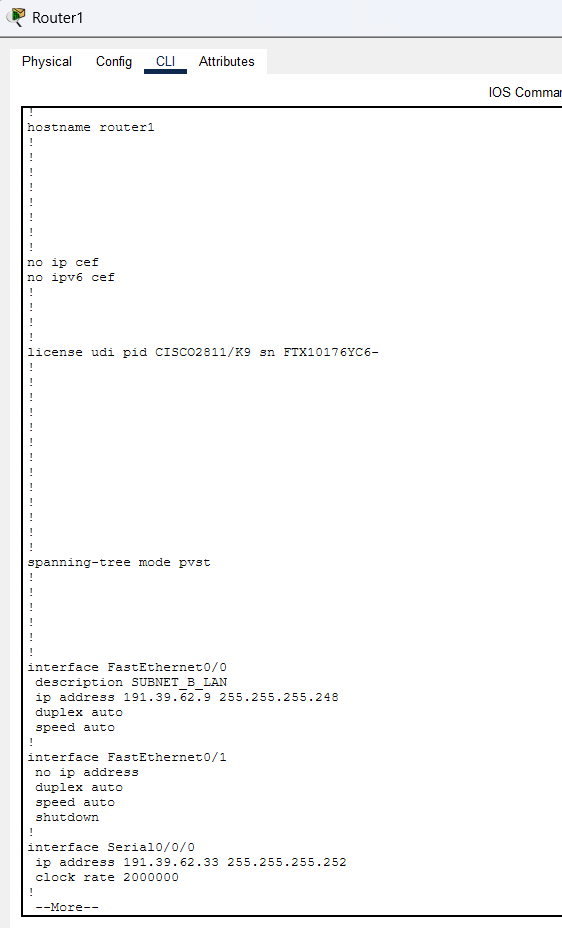 Router1
Physical Config CLI Attributes
IOS Comman
!
hostname router1
!
!
!
!
!
!
!
!
no ip cef
no ipv6 cef
!
!
!
!
license udi pid CISCO2811/K9 sn FTX10176YC6-
!
!
!
!
!
!
!
!
!
!
!
!
!
spanning-tree mode pvst
!
!
!
!
!
!
interface FastEthernet0/0
 description SUBNET_B_LAN
 ip address 191.39.62.9 255.255.255.248
 duplex auto
 speed auto
!
interface FastEthernet0/1
 no ip address
 duplex auto
 speed auto
 shutdown
!
interface Serial0/0/0
 ip address 191.39.62.33 255.255.255.252
 clock rate 2000000
!
 --More--